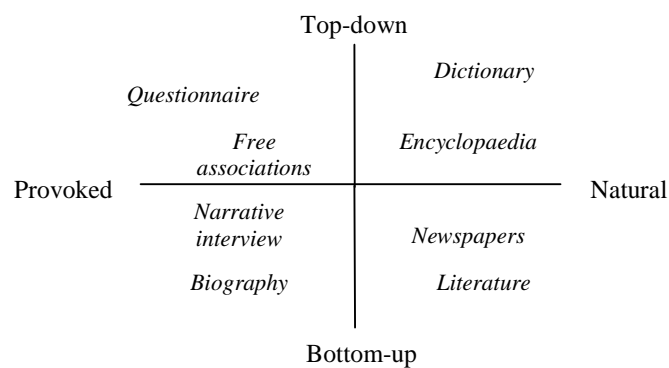 Top-down
Dictionary
Questionnaire
Free
associations
Encyclopaedia
Provoked
Natural
Narrative
interview
Newspapers
Biography
Literature
Bottom-up